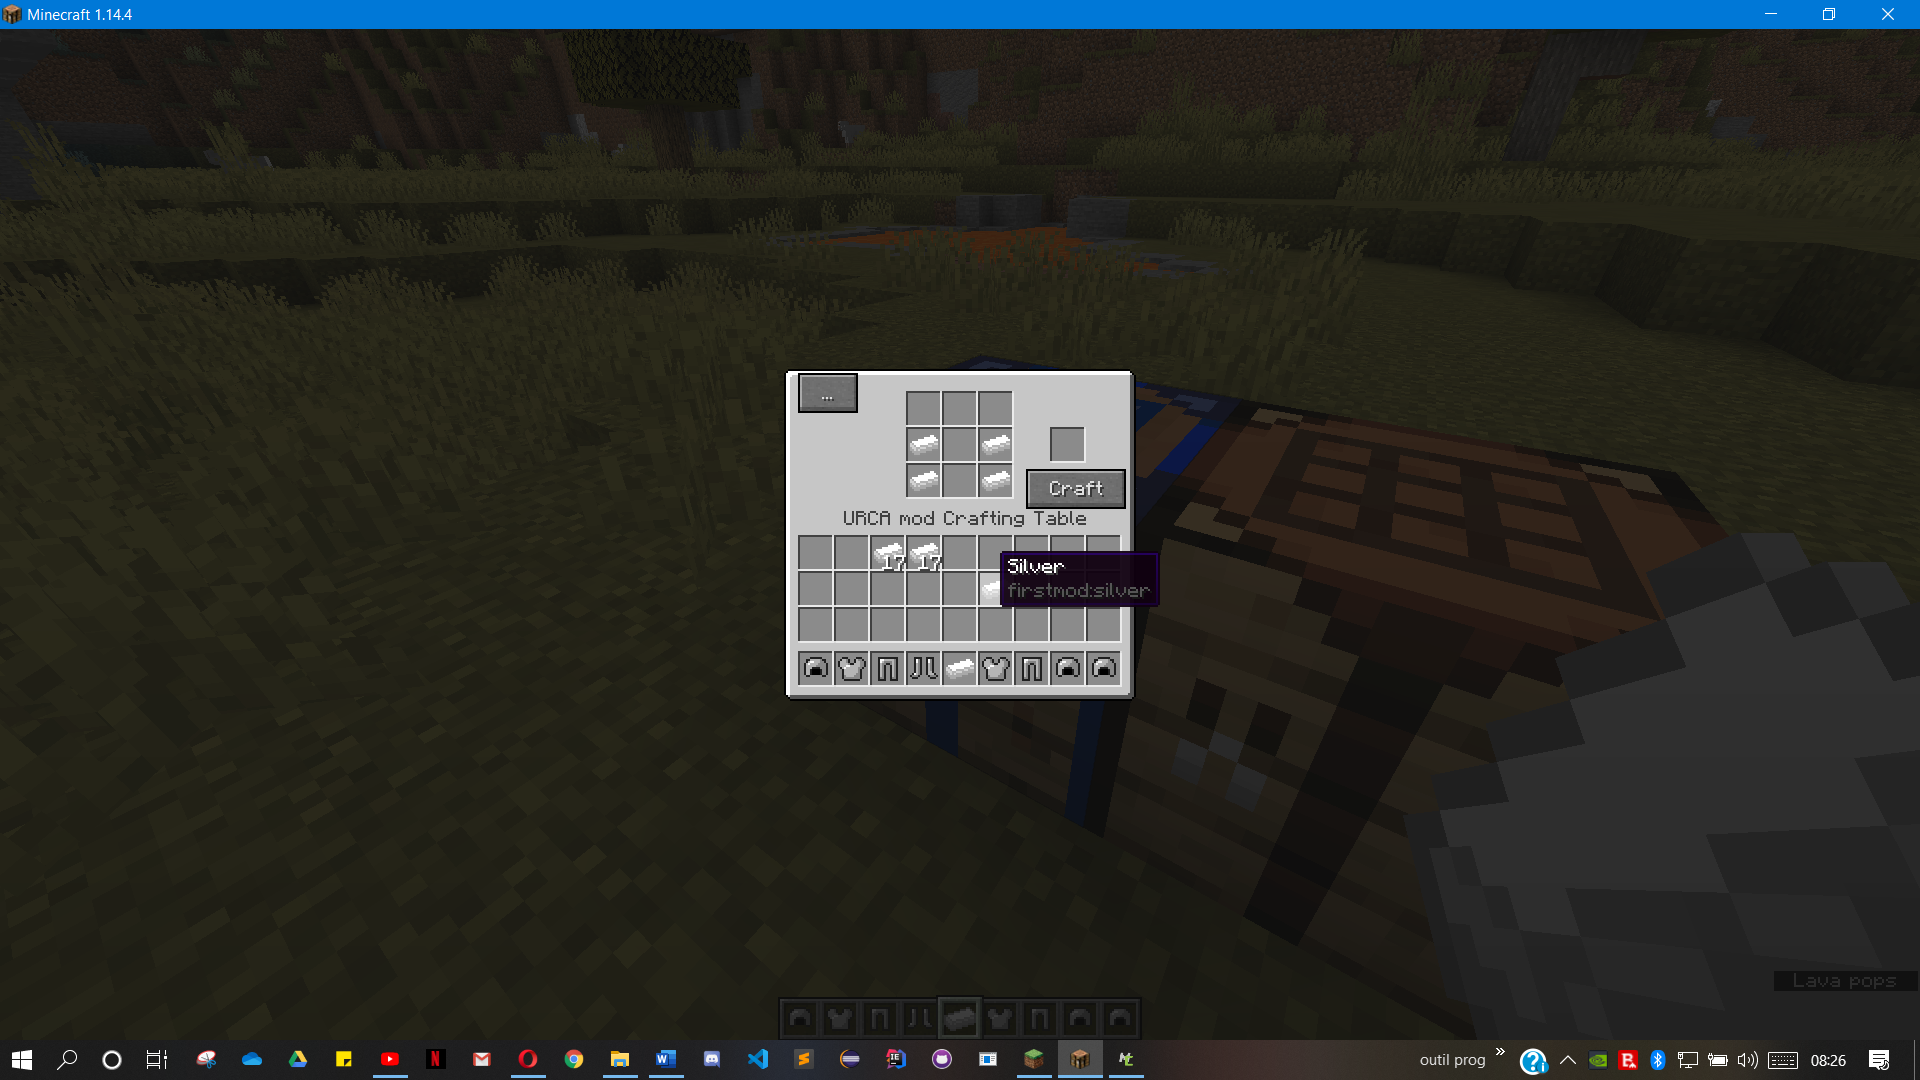 Minecraft 1.14.4
...
Craft
URCA mod Crafting Table
17 17
Silver
firstmod:silver
Lava pops
outil prog
08:26